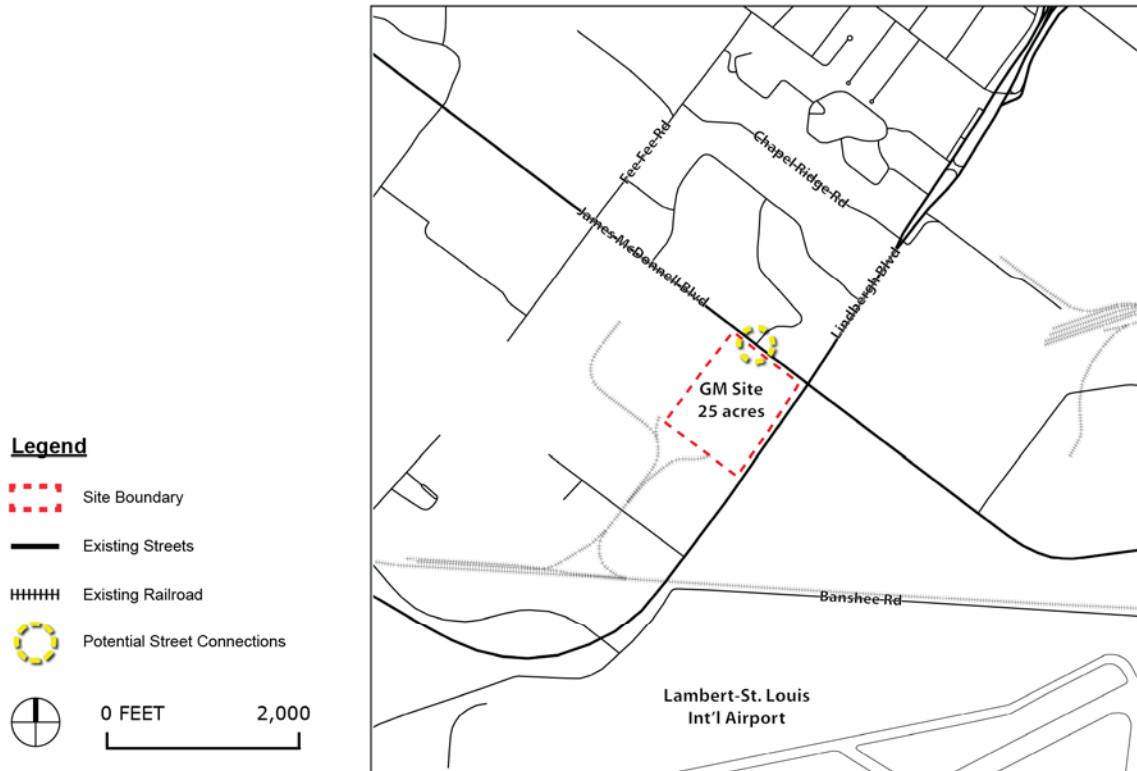 Legend
Site Boundary
Existing Streets
Existing Railroad
Potential Street Connections
0 FEET 2,000
Fee Fee Rd
Chapel Ridge Rd
James McDonnell Blvd
Lindbergh Blvd
GM Site
25 acres
Banshee Rd
Lambert-St. Louis
Int'l Airport